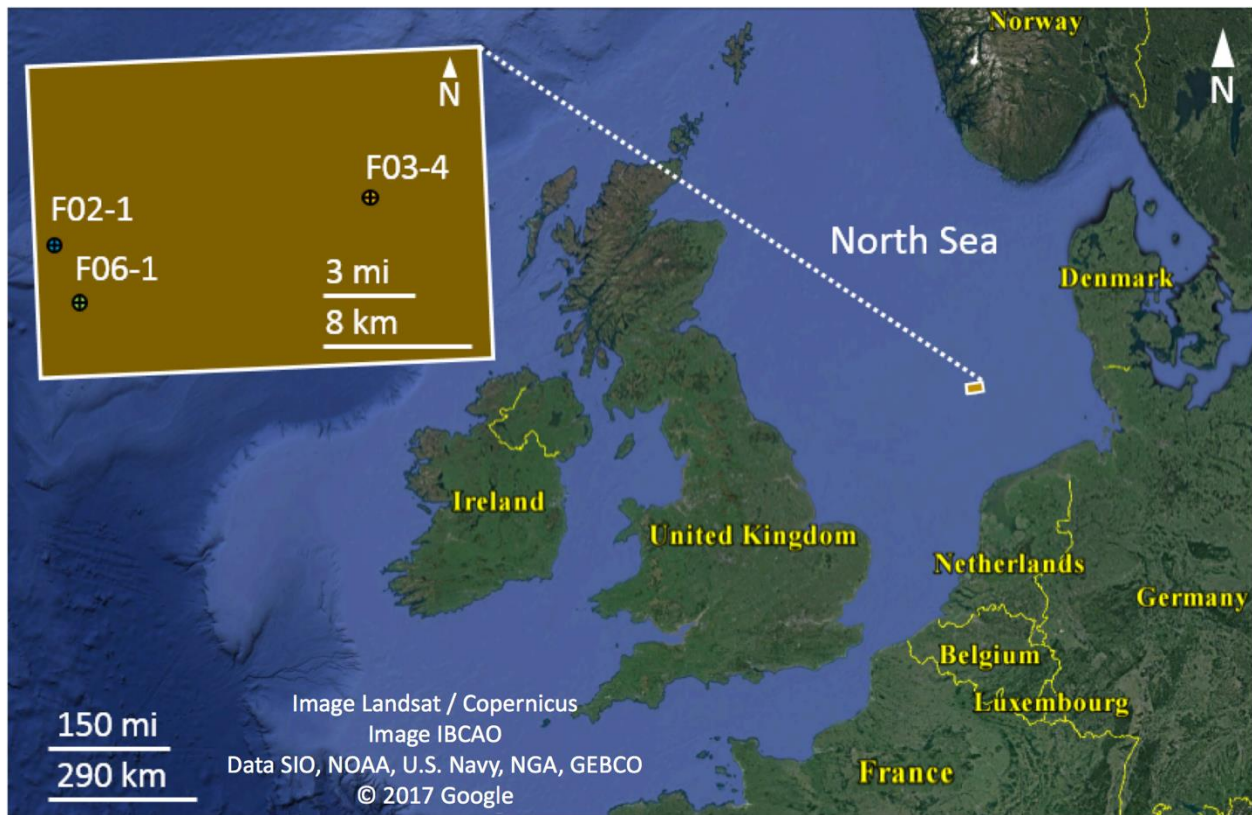 Norway
N
N
F03-4
F02-1
F06-1
3 mi
8 km
North Sea
Denmark
Ireland
United Kingdom
Netherlands
Germany
Belgium
Luxembourg
France
150 mi
290 km
Image Landsat / Copernicus
Image IBCAO
Data SIO, NOAA, U.S. Navy, NGA, GEBCO
© 2017 Google